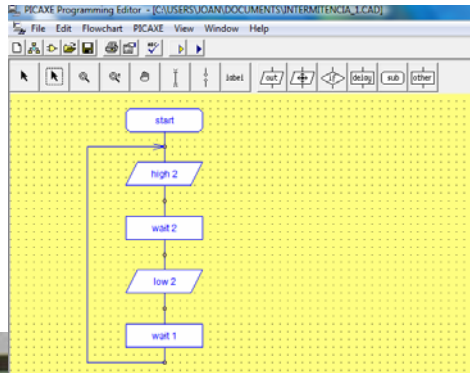 PICAXE Programming Editor - [C:\USERS\JOAN\DOCUMENTS\INTERMITENCIA_1.CAD]
File Edit Flowchart PICAXE View Window Help
label out if delay sub other
start
high 2
wait 2
low 2
wait 1